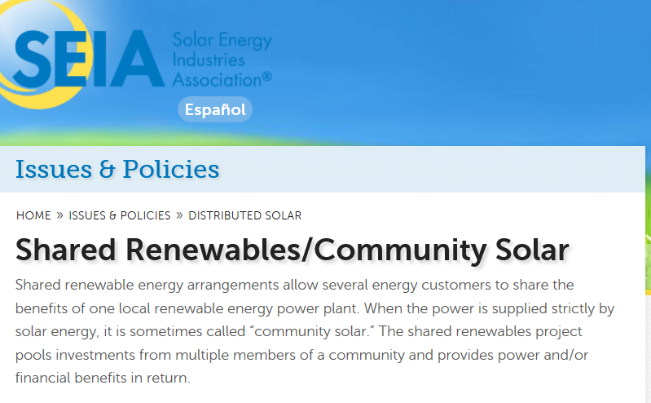 SEIA
Solar Energy
Industries
Association®
Español
Issues & Policies
HOME » ISSUES & POLICIES » DISTRIBUTED SOLAR
Shared Renewables/Community Solar
Shared renewable energy arrangements allow several energy customers to share the
benefits of one local renewable energy power plant. When the power is supplied strictly by
solar energy, it is sometimes called “community solar.” The shared renewables project
pools investments from multiple members of a community and provides power and/or
financial benefits in return.